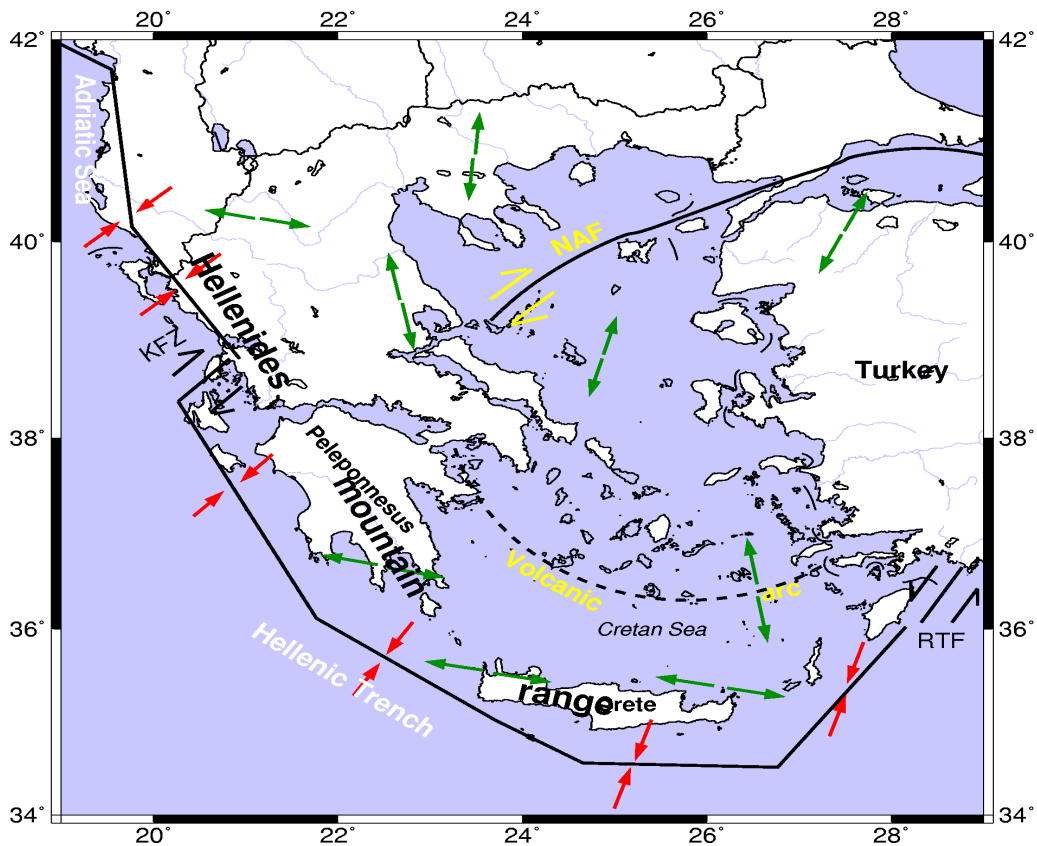 20° 22° 24° 26° 28°
42° 42°
Adriatic Sea
40° 40°
NAF
Hellenides
KFZ
Turkey
38° 38°
Peleponnesus
mountain
Volcanic arc
Cretan Sea
RTF
36° 36°
Hellenic Trench
range
Crete
34° 34°
20° 22° 24° 26° 28°